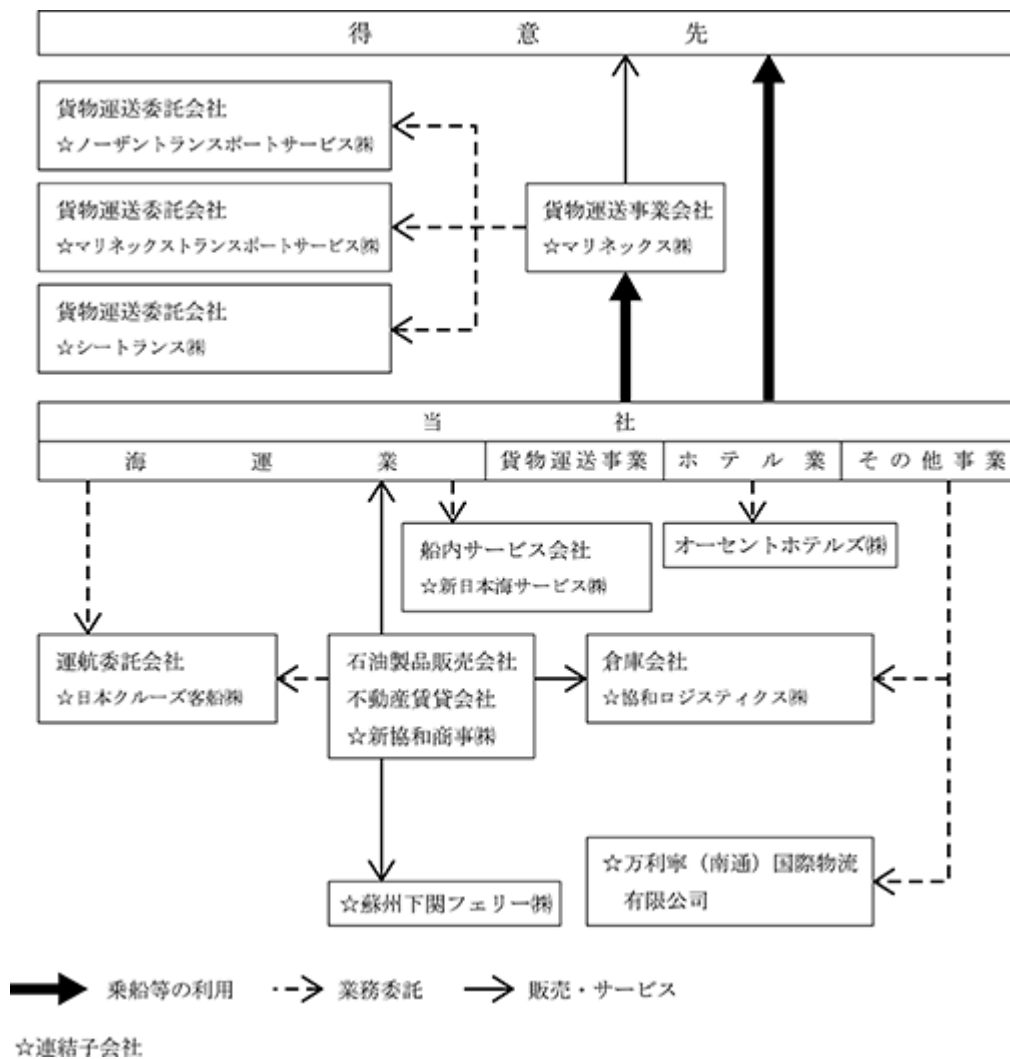 得意先
貨物運送委託会社
☆ノーザントランスポートサービス㈱
貨物運送委託会社
☆マリネックストランスポートサービス㈱
貨物運送事業会社
☆マリネックス㈱
貨物運送委託会社
☆シートランス㈱
当社
海運業 貨物運送事業 ホテル業 その他事業
船内サービス会社
☆新日本海サービス㈱
オーセントホテルズ㈱
運航委託会社
☆日本クルーズ客船㈱
石油製品販売会社
不動産賃貸会社
☆新協和商事㈱
倉庫会社
☆協和ロジスティクス㈱
☆蘇州下関フェリー㈱
☆万利寧（南通）国際物流
有限公司
乗船等の利用 業務委託 販売・サービス
☆連結子会社